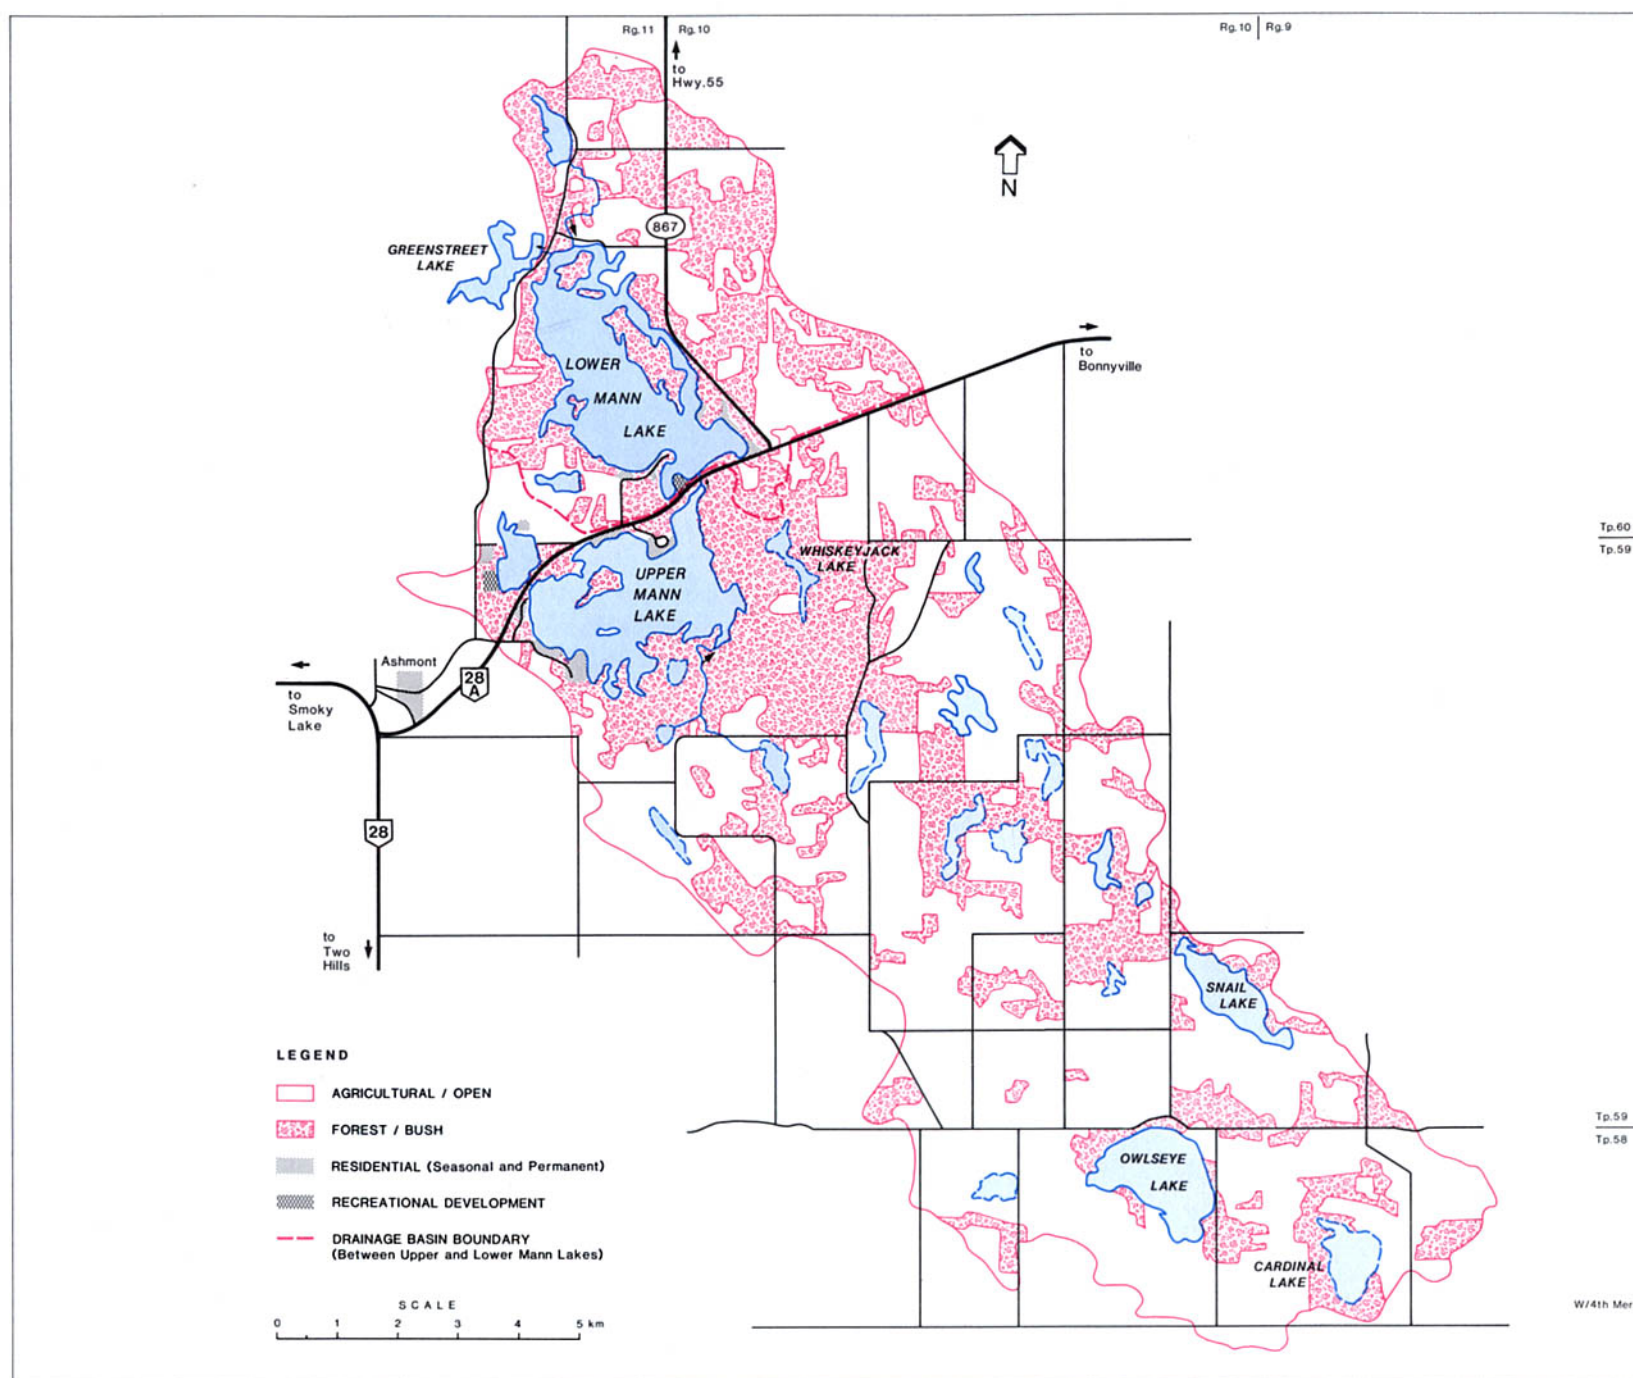 Rg.11 Rg.10
Rg.10 Rg.9
to
Hwy.55
N
867
GREENSTREET
LAKE
to
Bonnyville
LOWER
MANN
LAKE
Tp.60
Tp.59
WHISKEYJACK
LAKE
UPPER
MANN
LAKE
Ashmont
28
A
to
Smoky
Lake
28
to
Two
Hills
SNAIL
LAKE
LEGEND
AGRICULTURAL / OPEN
FOREST / BUSH
RESIDENTIAL (Seasonal and Permanent)
RECREATIONAL DEVELOPMENT
DRAINAGE BASIN BOUNDARY
(Between Upper and Lower Mann Lakes)
Tp.59
Tp.58
OWLSEYE
LAKE
CARDINAL
LAKE
W/4th Mer
SCALE
0 1 2 3 4 5 km